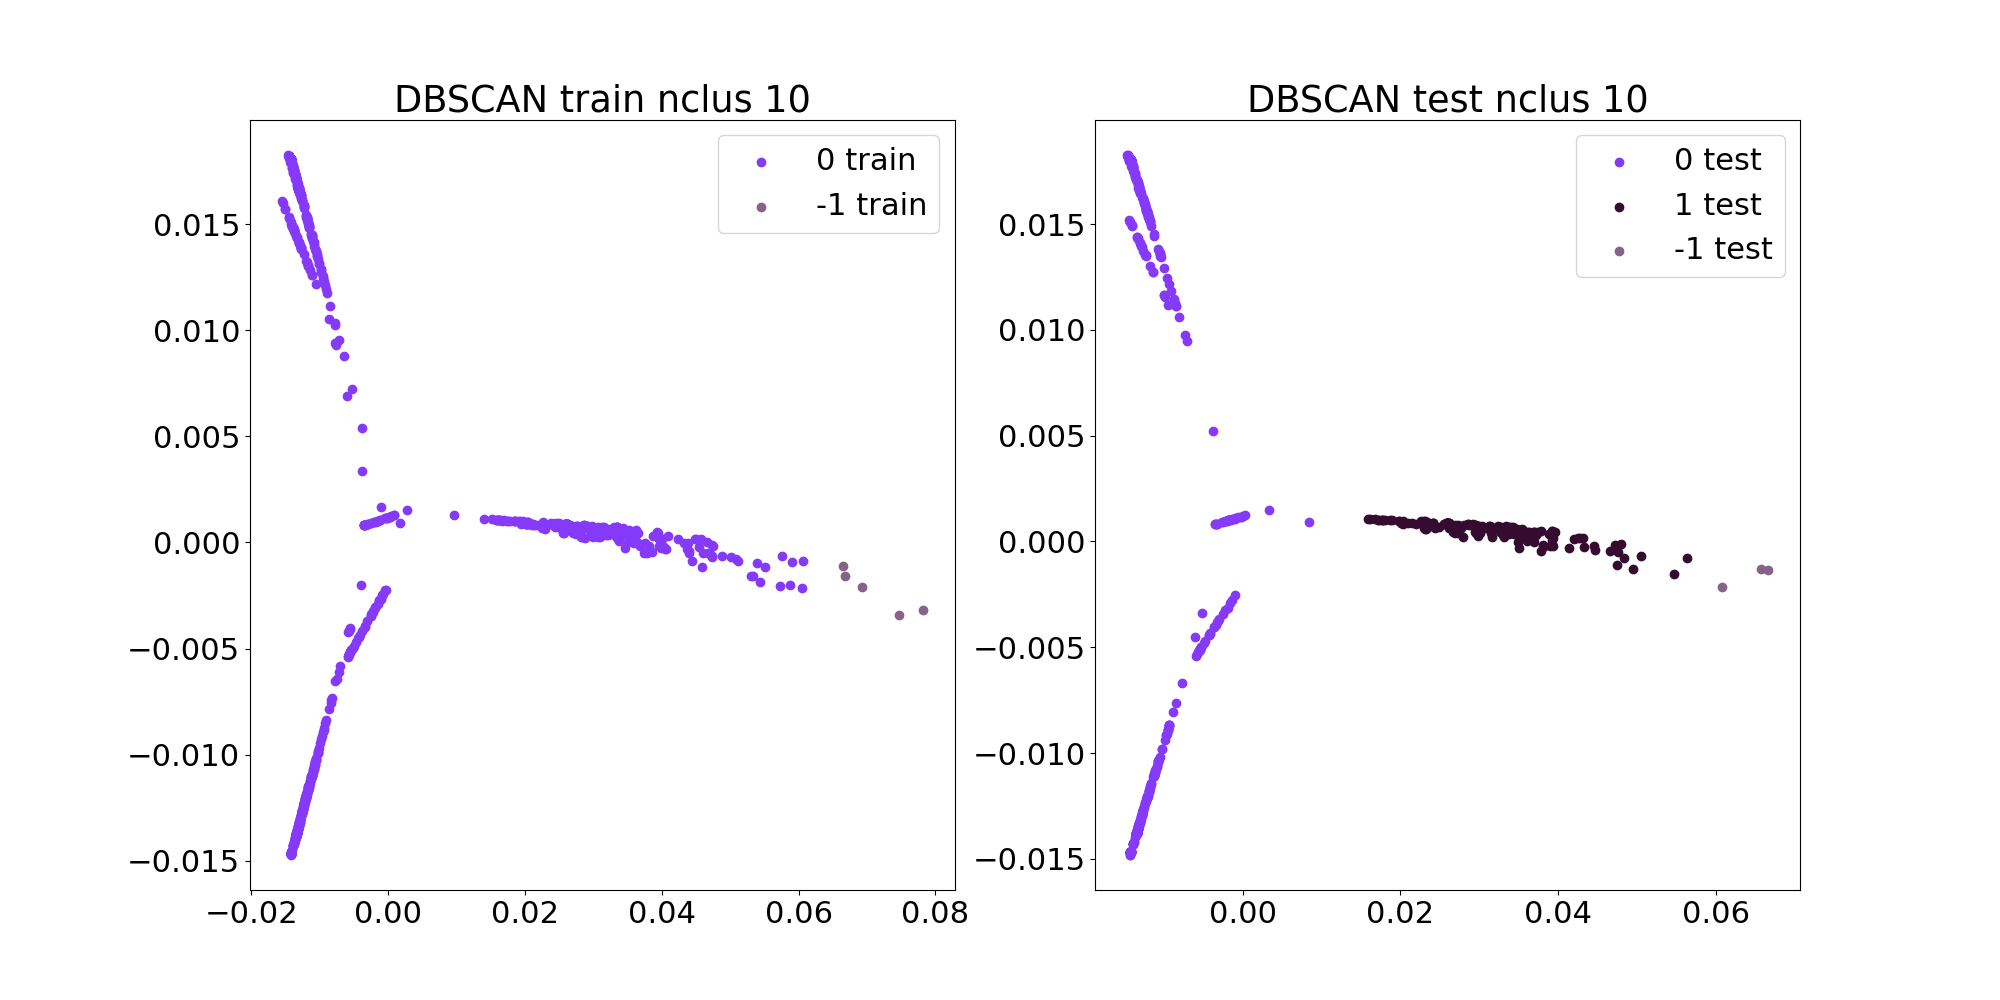 DBSCAN train nclus 10
0 train
-1 train
0.015
0.010
0.005
0.000
−0.005
−0.010
−0.015
−0.02 0.00 0.02 0.04 0.06 0.08
DBSCAN test nclus 10
0 test
1 test
-1 test
0.015
0.010
0.005
0.000
−0.005
−0.010
−0.015
0.00 0.02 0.04 0.06